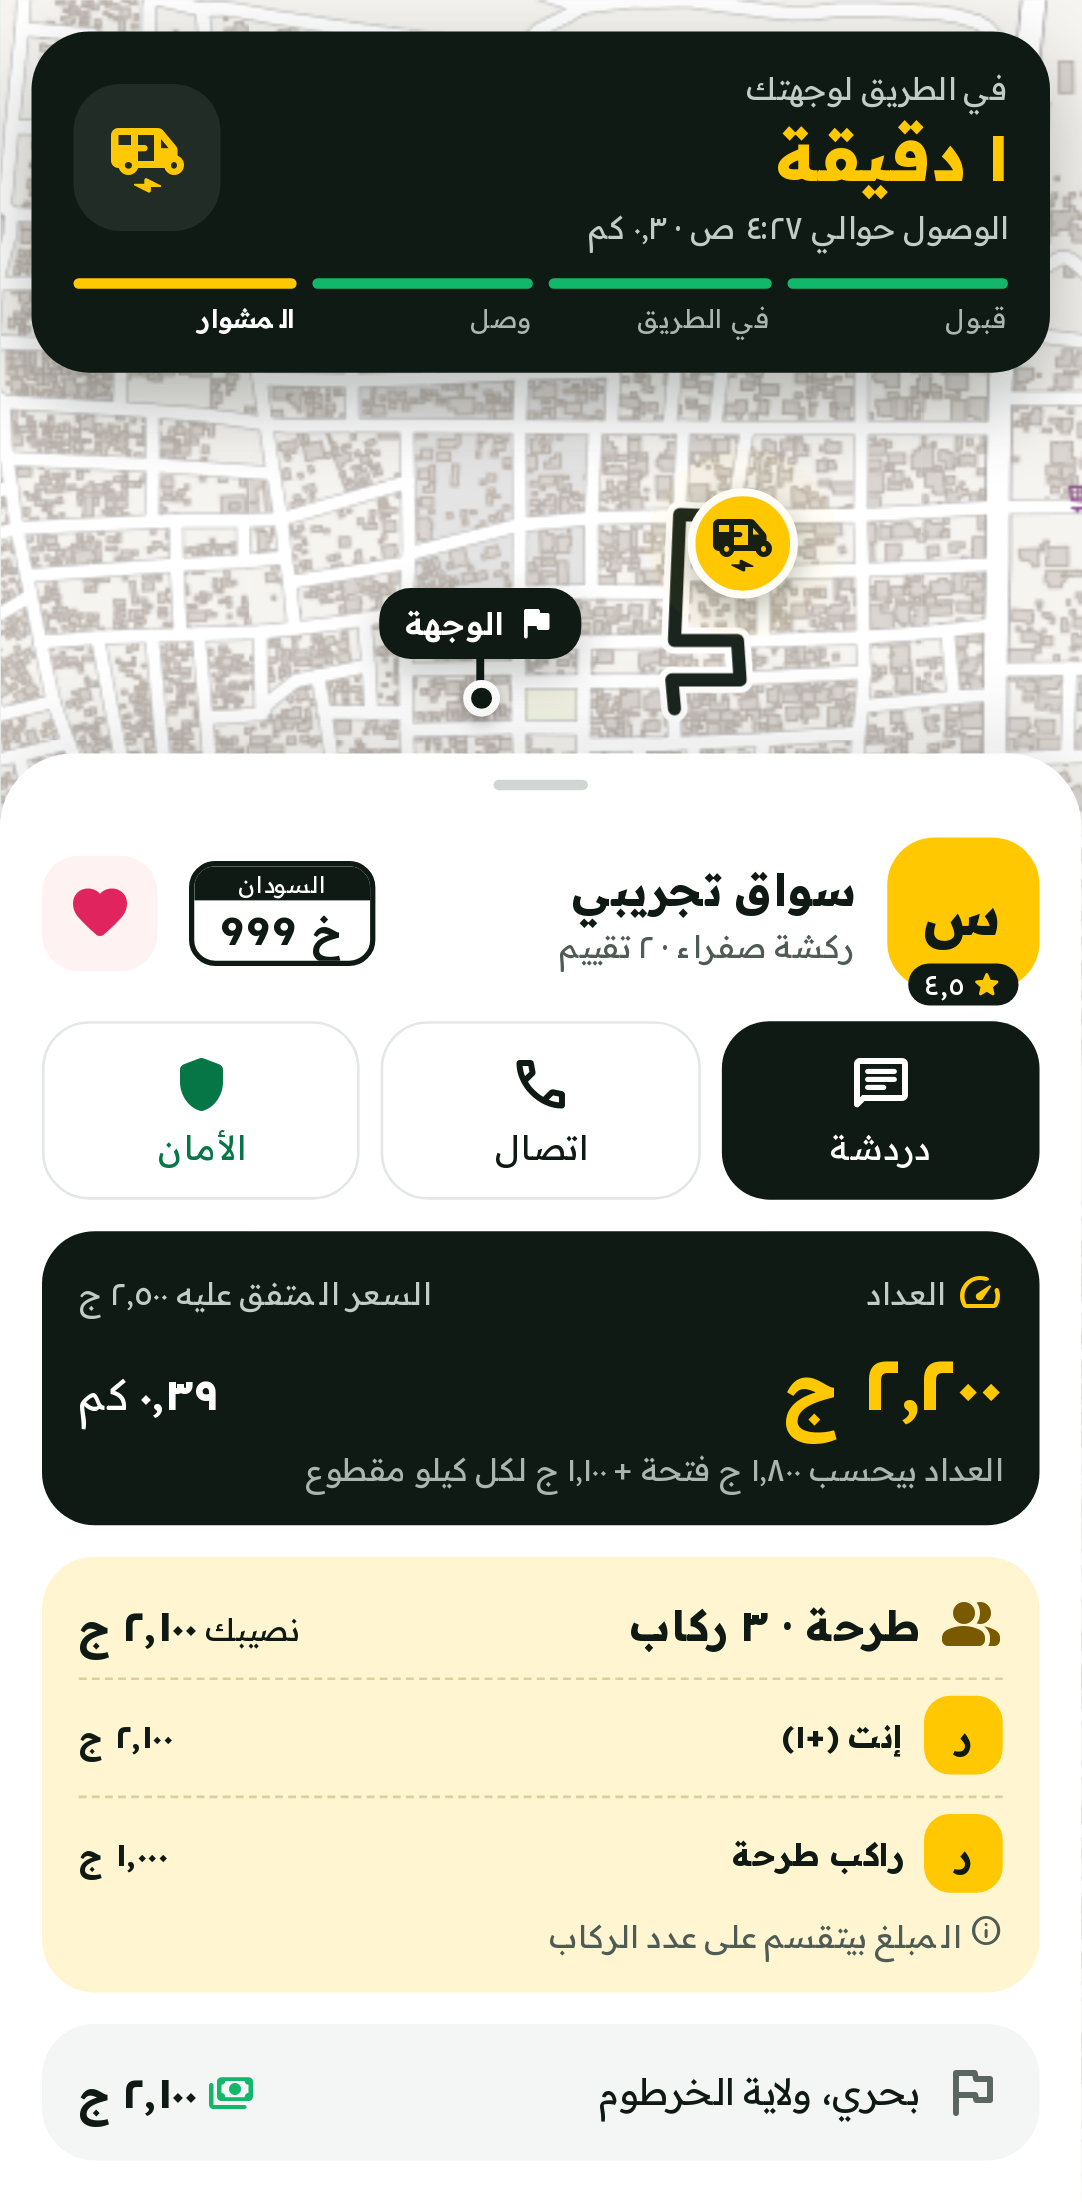 في الطريق لوجهتك
١ دقيقة
الوصول حوالي ٤:٢٧ ص · ٠,٣ كم
قبول
في الطريق
وصل
المشوار
الوجهة
س
٤,٥
سواق تجريبي
ركشة صفراء · ٢ تقييم
السودان
خ 999
دردشة
اتصال
الأمان
العداد
السعر المتفق عليه ٢,٥٠٠ ج
٢,٢٠٠ ج
٠,٣٩ كم
العداد بيحسب ١,٨٠٠ ج فتحة + ١,١٠٠ ج لكل كيلو مقطوع
طرحة · ٣ ركاب
نصيبك ٢,١٠٠ ج
ر
إنت (+١)
٢,١٠٠ ج
ر
راكب طرحة
١,٠٠٠ ج
المبلغ بيتقسم على عدد الركاب
بحري، ولاية الخرطوم
٢,١٠٠ ج